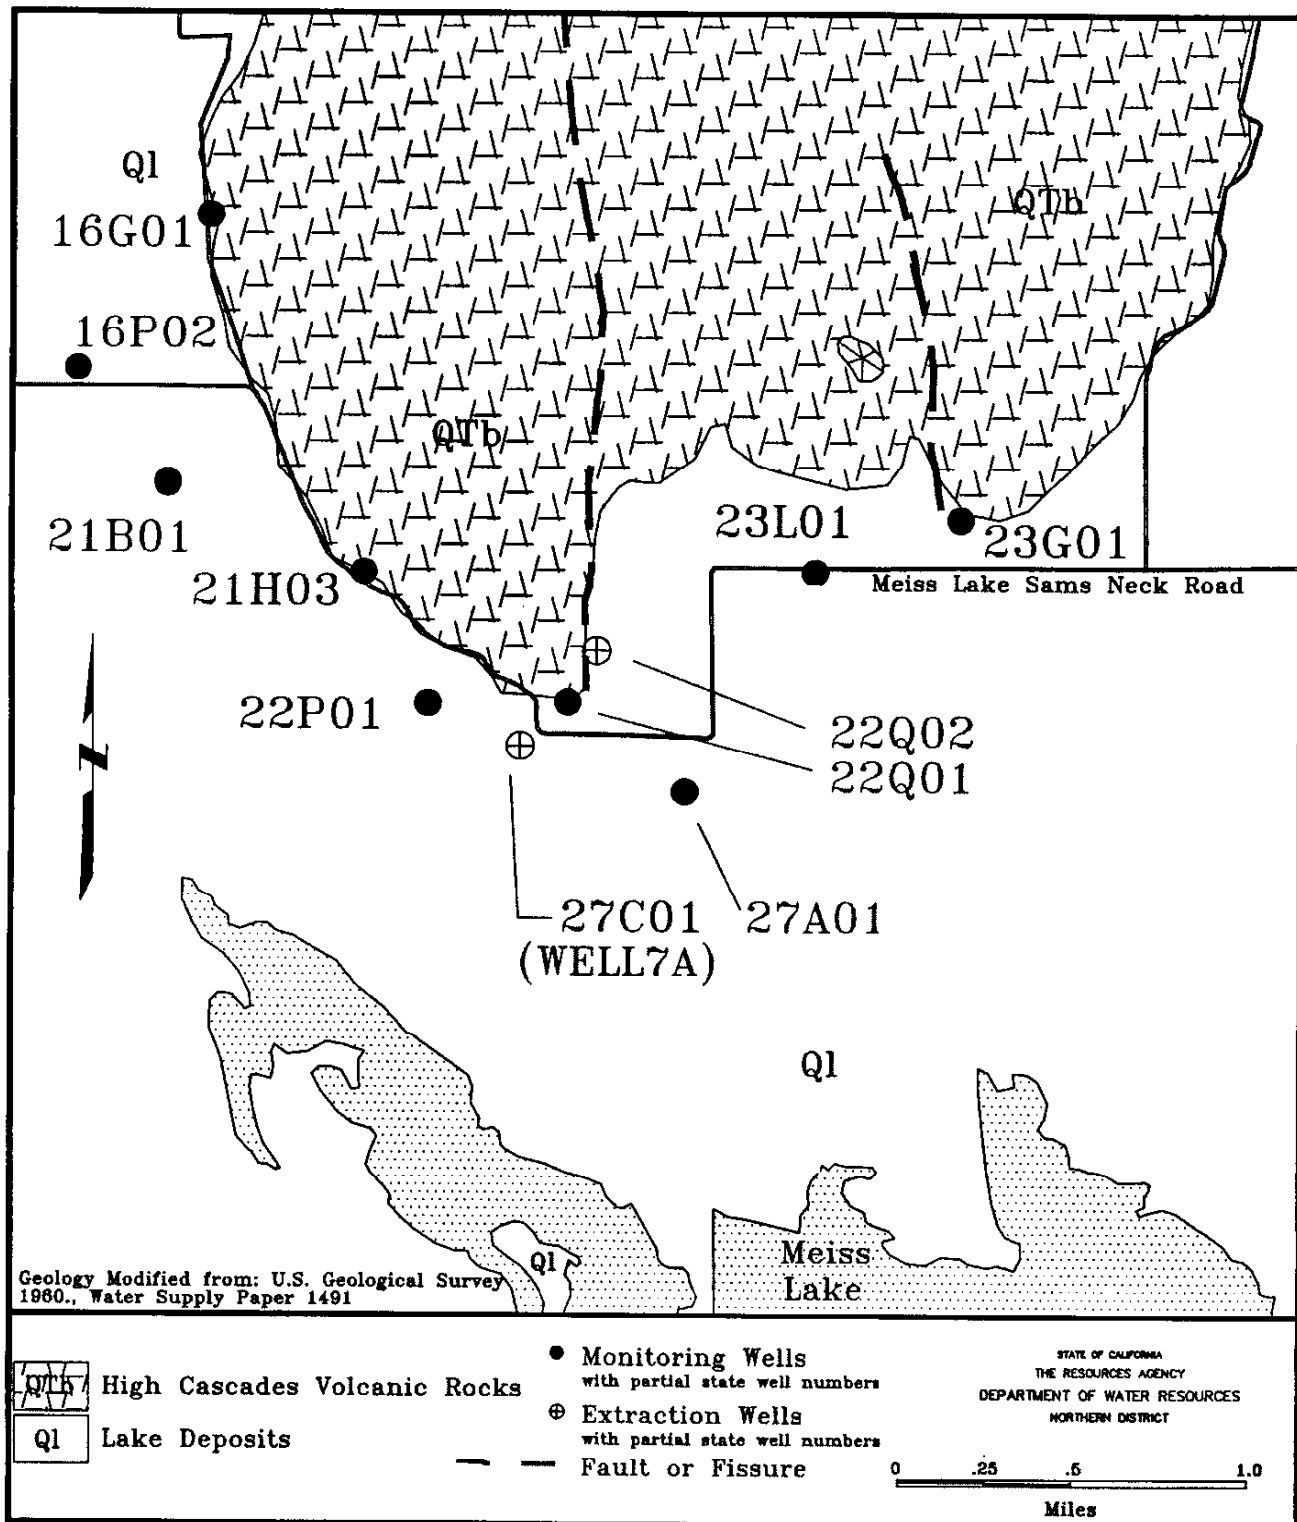 Ql
16G01
QTb
16P02
QTb
21B01
23L01
23G01
21H03
Meiss Lake Sams Neck Road
22P01
22Q02
22Q01
27C01
(WELL7A)
27A01
Ql
Ql
Meiss
Lake
Geology Modified from: U.S. Geological Survey
1960., Water Supply Paper 1491
QTb High Cascades Volcanic Rocks
Ql Lake Deposits
Monitoring Wells
with partial state well numbers
Extraction Wells
with partial state well numbers
Fault or Fissure
STATE OF CALIFORNIA
THE RESOURCES AGENCY
DEPARTMENT OF WATER RESOURCES
NORTHERN DISTRICT
0 .25 .5 1.0
Miles